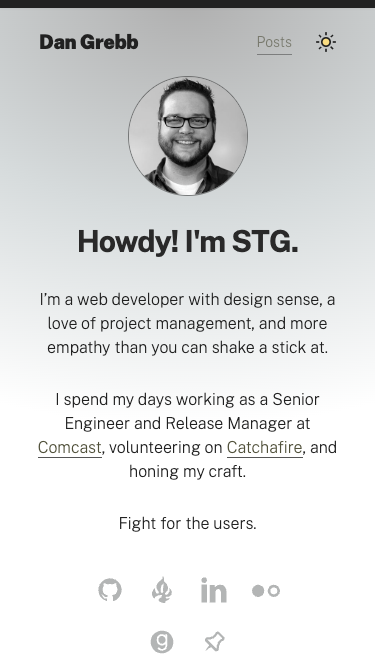 Dan Grebb
Posts
Howdy! I'm STG.
I’m a web developer with design sense, a
love of project management, and more
empathy than you can shake a stick at.
I spend my days working as a Senior
Engineer and Release Manager at
Comcast, volunteering on Catchafire, and
honing my craft.
Fight for the users.
in
g